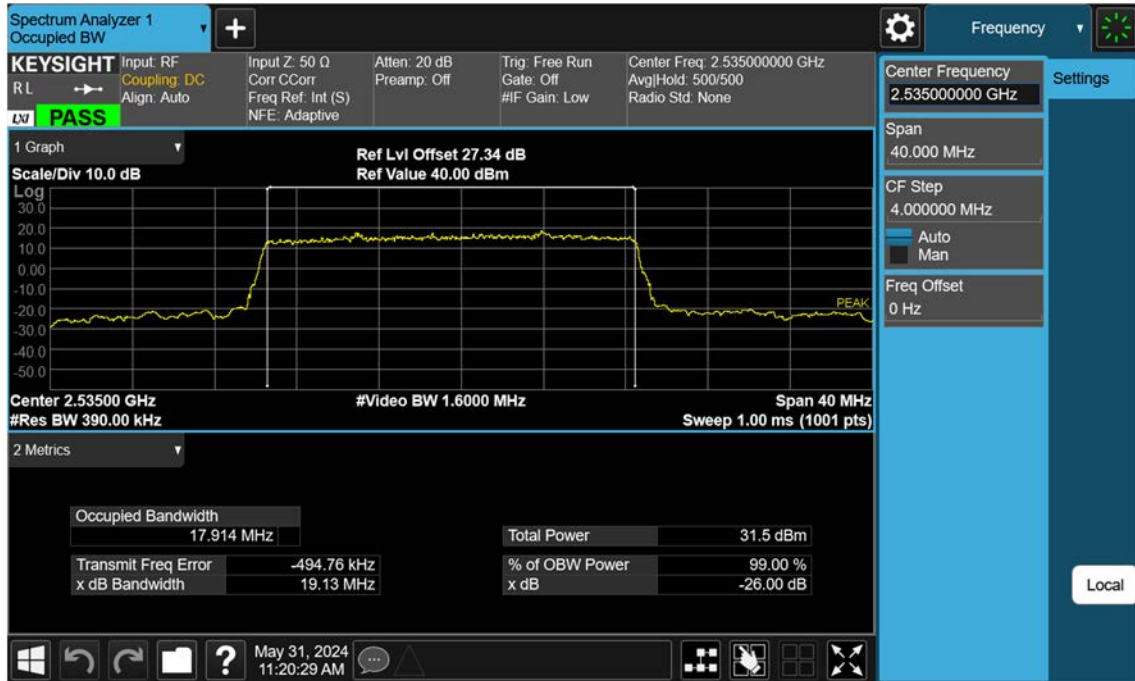 Spectrum Analyzer 1
Occupied BW
+
Frequency
KEYSIGHT
R L
LXI PASS
Input: RF
Coupling: DC
Align: Auto
Input Z: 50 Ω
Corr CCorr
Freq Ref: Int (S)
NFE: Adaptive
Atten: 20 dB
Preamp: Off
Trig: Free Run
Gate: Off
#IF Gain: Low
Center Freq: 2.535000000 GHz
Avg|Hold: 500/500
Radio Std: None
1 Graph
Scale/Div 10.0 dB
Ref Lvl Offset 27.34 dB
Ref Value 40.00 dBm
Log
30.0
20.0
10.0
0.00
-10.0
-20.0
-30.0
-40.0
-50.0
PEAK
Center 2.53500 GHz
#Res BW 390.00 kHz
#Video BW 1.6000 MHz
Span 40 MHz
Sweep 1.00 ms (1001 pts)
2 Metrics
Occupied Bandwidth
17.914 MHz
Transmit Freq Error -494.76 kHz
x dB Bandwidth 19.13 MHz
Total Power 31.5 dBm
% of OBW Power 99.00 %
x dB -26.00 dB
Center Frequency
2.535000000 GHz
Span
40.000 MHz
CF Step
4.000000 MHz
Auto
Man
Freq Offset
0 Hz
Settings
Local
?
May 31, 2024
11:20:29 AM